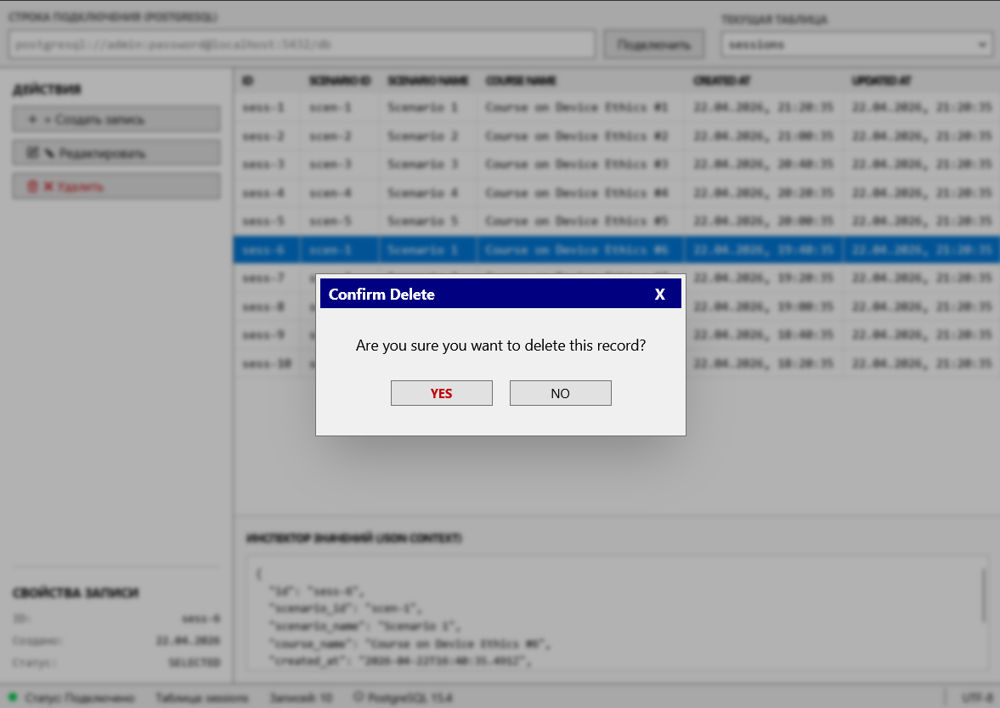 СТРОКА ПОДКЛЮЧЕНИЯ (POSTGRESQL)
postgresql://admin:password@localhost:5432/db
Подключить
ТЕКУЩАЯ ТАБЛИЦА
sessions
ДЕЙСТВИЯ
+ + Создать запись
Редактировать
Удалить
ID SCENARIO ID SCENARIO NAME COURSE NAME CREATED AT UPDATED AT
sess-1 scen-1 Scenario 1 Course on Device Ethics #1 22.04.2026, 21:20:35 22.04.2026, 21:20:35
sess-2 scen-2 Scenario 2 Course on Device Ethics #2 22.04.2026, 21:00:35 22.04.2026, 21:20:35
sess-3 scen-3 Scenario 3 Course on Device Ethics #3 22.04.2026, 20:40:35 22.04.2026, 21:20:35
sess-4 scen-4 Scenario 4 Course on Device Ethics #4 22.04.2026, 20:20:35 22.04.2026, 21:20:35
sess-5 scen-5 Scenario 5 Course on Device Ethics #5 22.04.2026, 20:00:35 22.04.2026, 21:20:35
sess-6 scen-1 Scenario 1 Course on Device Ethics #6 22.04.2026, 19:40:35 22.04.2026, 21:20:35
sess-7 22.04.2026, 19:20:35 22.04.2026, 21:20:35
sess-8 22.04.2026, 19:00:35 22.04.2026, 21:20:35
sess-9 22.04.2026, 18:40:35 22.04.2026, 21:20:35
sess-10 22.04.2026, 18:20:35 22.04.2026, 21:20:35
Confirm Delete X
Are you sure you want to delete this record?
YES NO
ИНСПЕКТОР ЗНАЧЕНИЙ (JSON CONTEXT)
{
"id": "sess-6",
"scenario_id": "scen-1",
"scenario_name": "Scenario 1",
"course_name": "Course on Device Ethics #6",
"created_at": "2026-04-22T16:40:35.491Z",
СВОЙСТВА ЗАПИСИ
ID: sess-6
Создано: 22.04.2026
Статус: SELECTED
Статус: Подключено Таблица: sessions Записей: 10 PostgreSQL 15.4 UTF-8